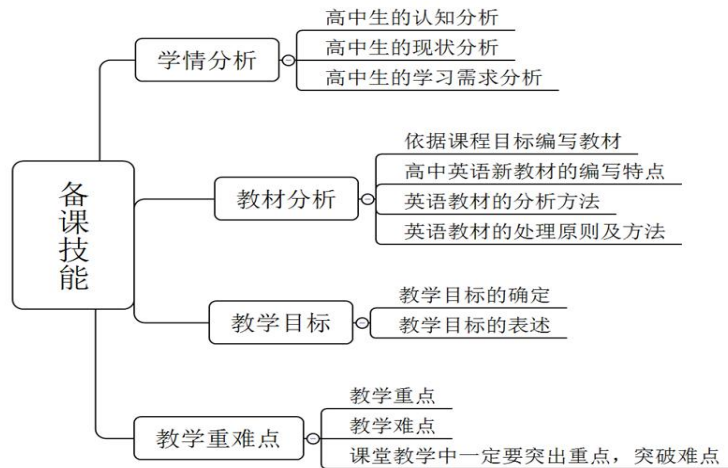 备课技能
学情分析
高中生的认知分析
高中生的现状分析
高中生的学习需求分析
教材分析
依据课程目标编写教材
高中英语新教材的编写特点
英语教材的分析方法
英语教材的处理原则及方法
教学目标
教学目标的确定
教学目标的表述
教学重难点
教学重点
教学难点
课堂教学中一定要突出重点，突破难点